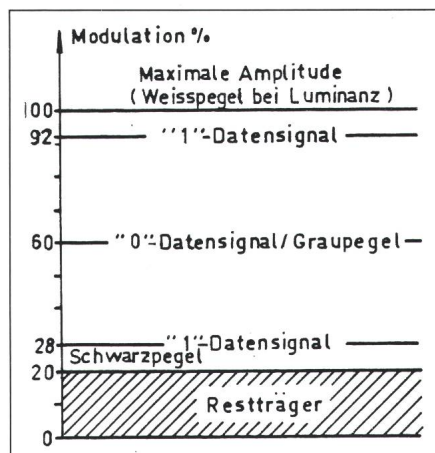 Modulation %
Maximale Amplitude
(Weisspegel bei Luminanz)
100
92 "1"-Datensignal
60 "0"-Datensignal/Graupegel
28 "1"-Datensignal
Schwarzpegel
20
Restträger
0